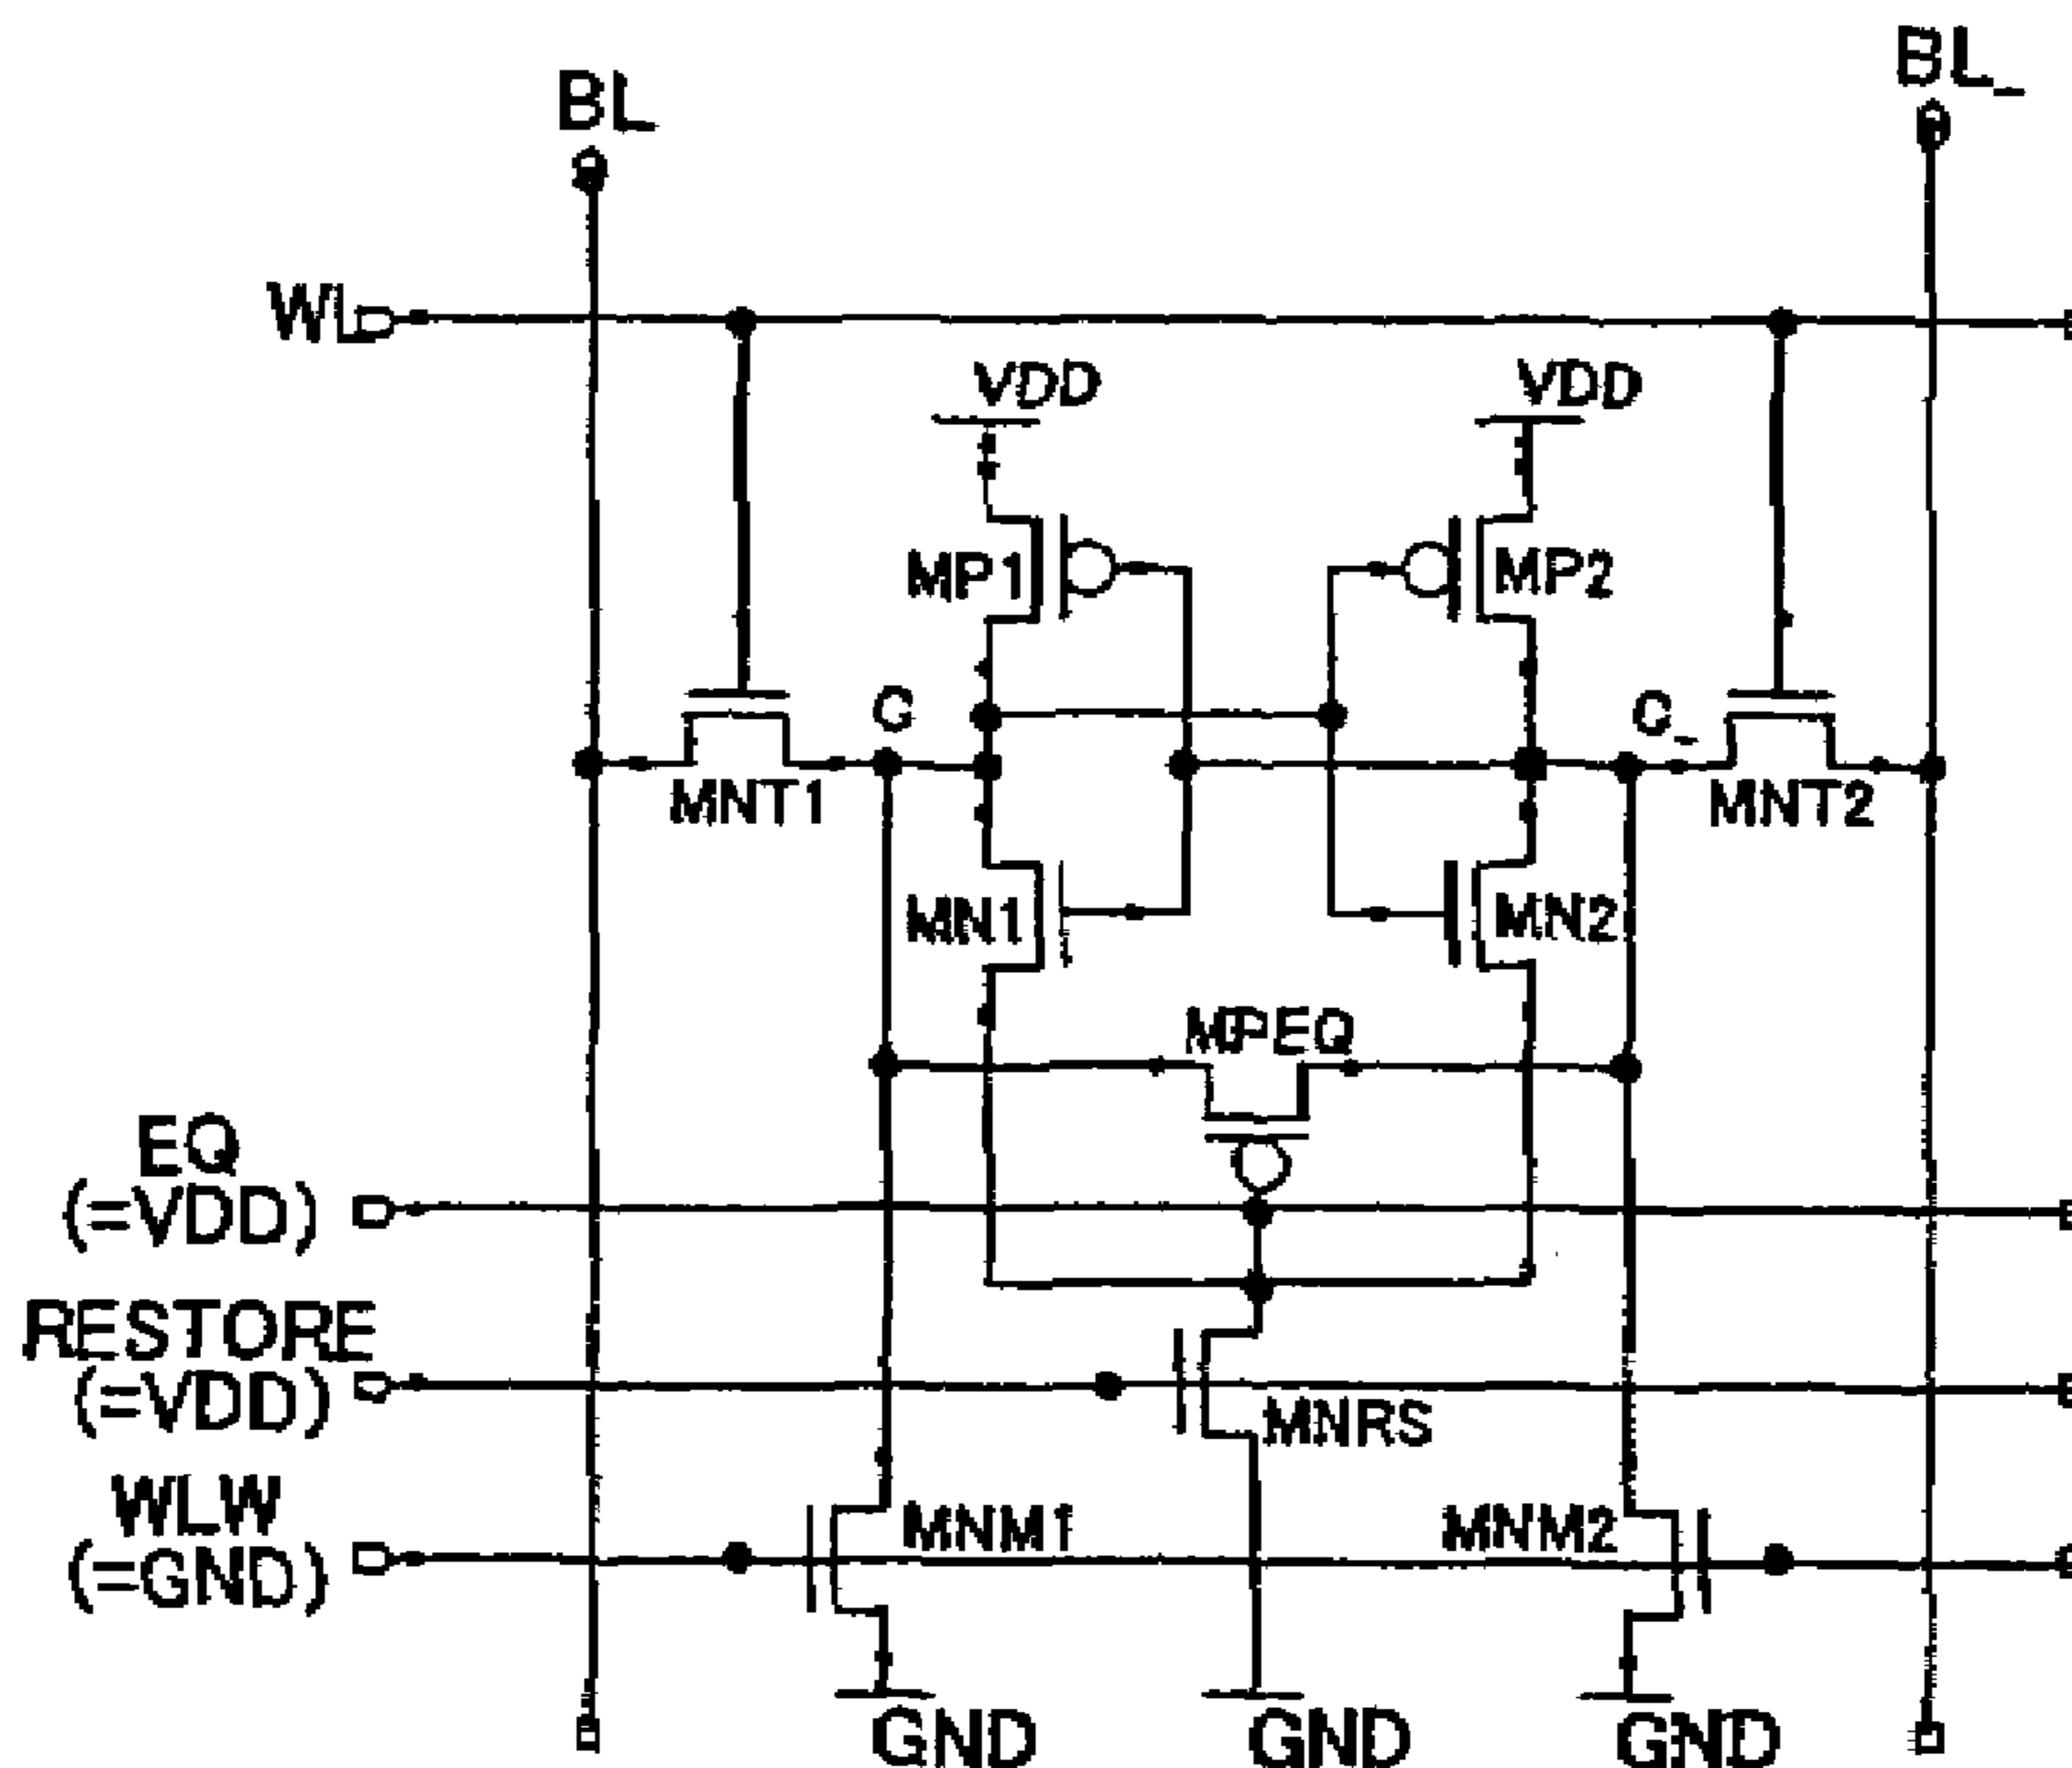 BL
BL_
WL
VDD
VDD
MP1
MP2
C
C_
MNT1
MNT2
MN1
MN2
MPEQ
EQ
(=VDD)
RESTORE
(=VDD)
MNRS
WLW
(=GND)
MNM1
MNM2
GND
GND
GND